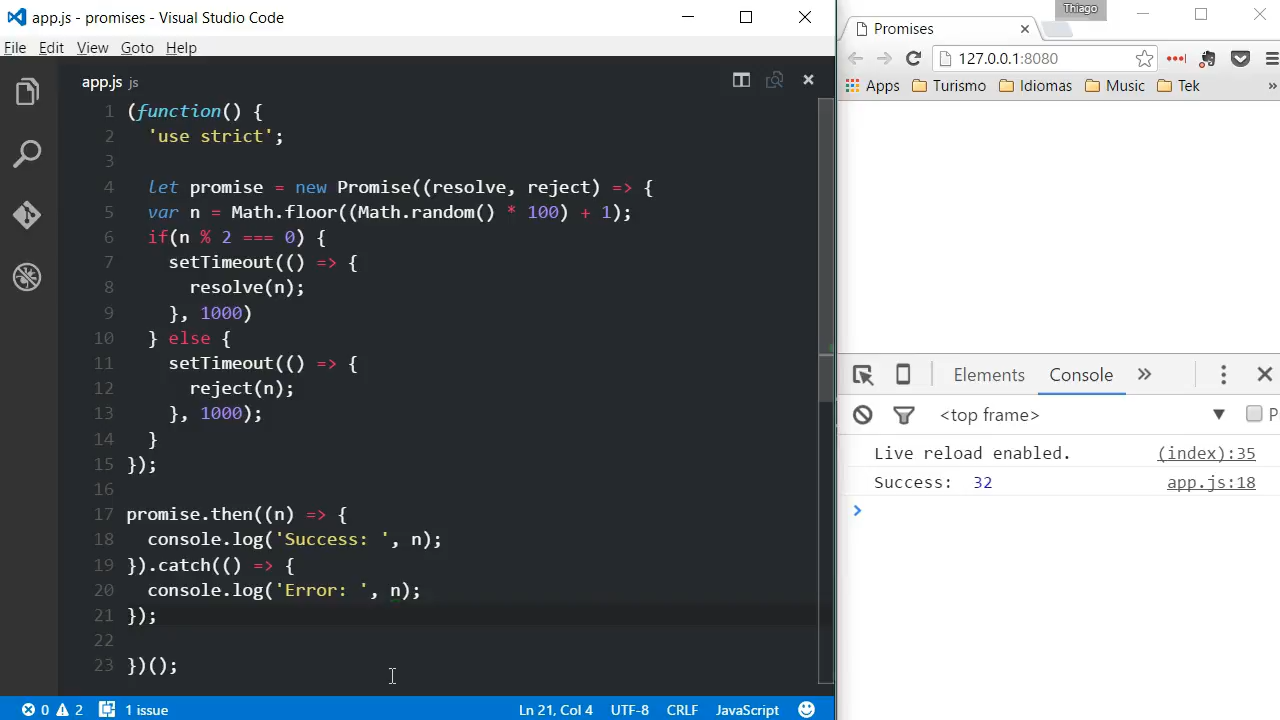 app.js - promises - Visual Studio Code
File Edit View Goto Help
app.js js
1 (function() {
2 'use strict';
3
4 let promise = new Promise((resolve, reject) => {
5 var n = Math.floor((Math.random() * 100) + 1);
6 if(n % 2 === 0) {
7 setTimeout(() => {
8 resolve(n);
9 }, 1000)
10 } else {
11 setTimeout(() => {
12 reject(n);
13 }, 1000);
14 }
15 });
16
17 promise.then((n) => {
18 console.log('Success: ', n);
19 }).catch(() => {
20 console.log('Error: ', n);
21 });
22
23 })();
0 2 1 issue Ln 21, Col 4 UTF-8 CRLF JavaScript
Thiago
Promises
127.0.0.1:8080
Apps Turismo Idiomas Music Tek »
Elements Console »
<top frame> P
Live reload enabled. (index):35
Success: 32 app.js:18